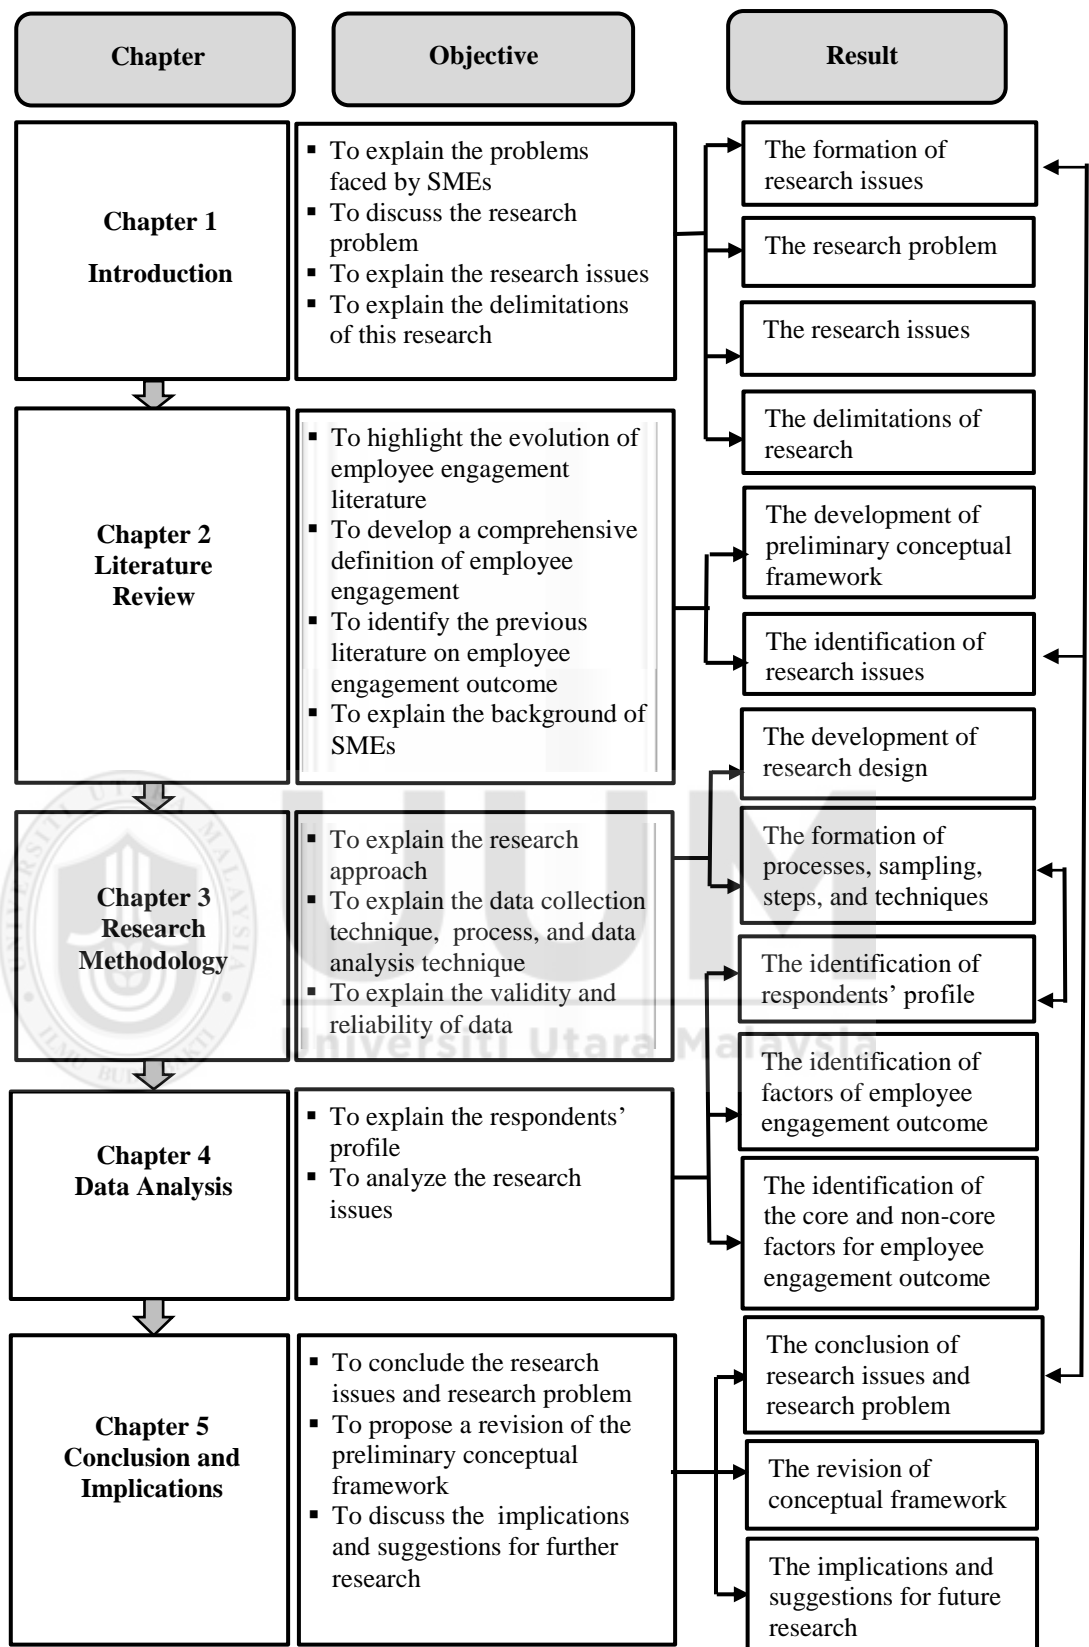 Chapter
Objective
Result
Chapter 1
Introduction
▪ To explain the problems
faced by SMEs
▪ To discuss the research
problem
▪ To explain the research issues
▪ To explain the delimitations
of this research
The formation of
research issues
The research problem
The research issues
The delimitations of
research
Chapter 2
Literature
Review
▪ To highlight the evolution of
employee engagement
literature
▪ To develop a comprehensive
definition of employee
engagement
▪ To identify the previous
literature on employee
engagement outcome
▪ To explain the background of
SMEs
The development of
preliminary conceptual
framework
The identification of
research issues
Chapter 3
Research
Methodology
▪ To explain the research
approach
▪ To explain the data collection
technique, process, and data
analysis technique
▪ To explain the validity and
reliability of data
The development of
research design
The formation of
processes, sampling,
steps, and techniques
Chapter 4
Data Analysis
▪ To explain the respondents’
profile
▪ To analyze the research
issues
The identification of
respondents’ profile
The identification of
factors of employee
engagement outcome
The identification of
the core and non-core
factors for employee
engagement outcome
Chapter 5
Conclusion and
Implications
▪ To conclude the research
issues and research problem
▪ To propose a revision of the
preliminary conceptual
framework
▪ To discuss the implications
and suggestions for further
research
The conclusion of
research issues and
research problem
The revision of
conceptual framework
The implications and
suggestions for future
research
UUM
Universiti Utara Malaysia
UNIVERSITI UTARA MALAYSIA